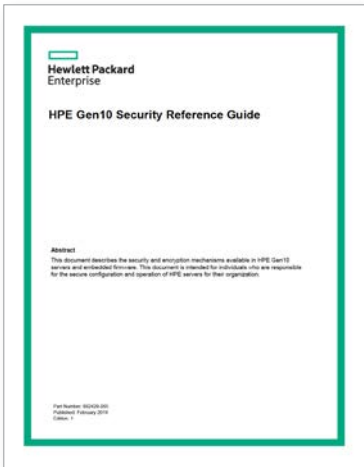 Hewlett Packard
Enterprise
HPE Gen10 Security Reference Guide
Abstract
This document describes the security and encryption mechanisms available in HPE Gen10
servers and embedded firmware. This document is intended for individuals who are responsible
for the secure configuration and operation of HPE servers for their organization.
Part Number:
Published: February
Edition: 1